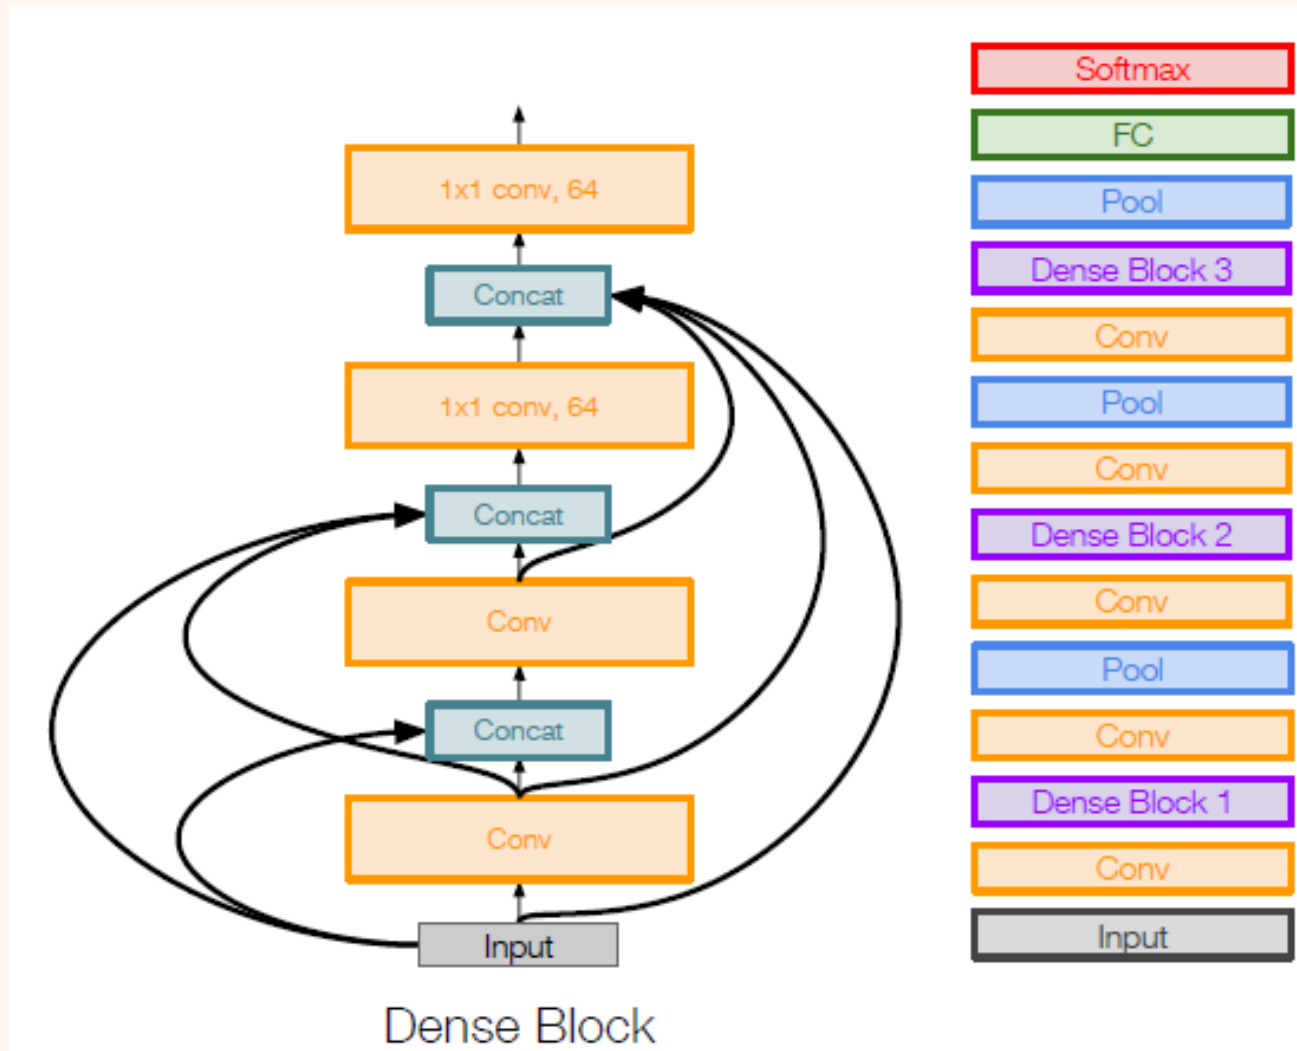 1x1 conv, 64
Concat
1x1 conv, 64
Concat
Conv
Concat
Conv
Input
Dense Block
Softmax
FC
Pool
Dense Block 3
Conv
Pool
Conv
Dense Block 2
Conv
Pool
Conv
Dense Block 1
Conv
Input